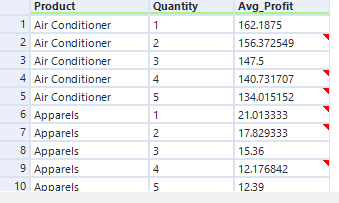 Product Quantity Avg_Profit
1 Air Conditioner 1 162.1875
2 Air Conditioner 2 156.372549
3 Air Conditioner 3 147.5
4 Air Conditioner 4 140.731707
5 Air Conditioner 5 134.015152
6 Apparels 1 21.013333
7 Apparels 2 17.829333
8 Apparels 3 15.36
9 Apparels 4 12.176842
10 Apparels 5 12.39